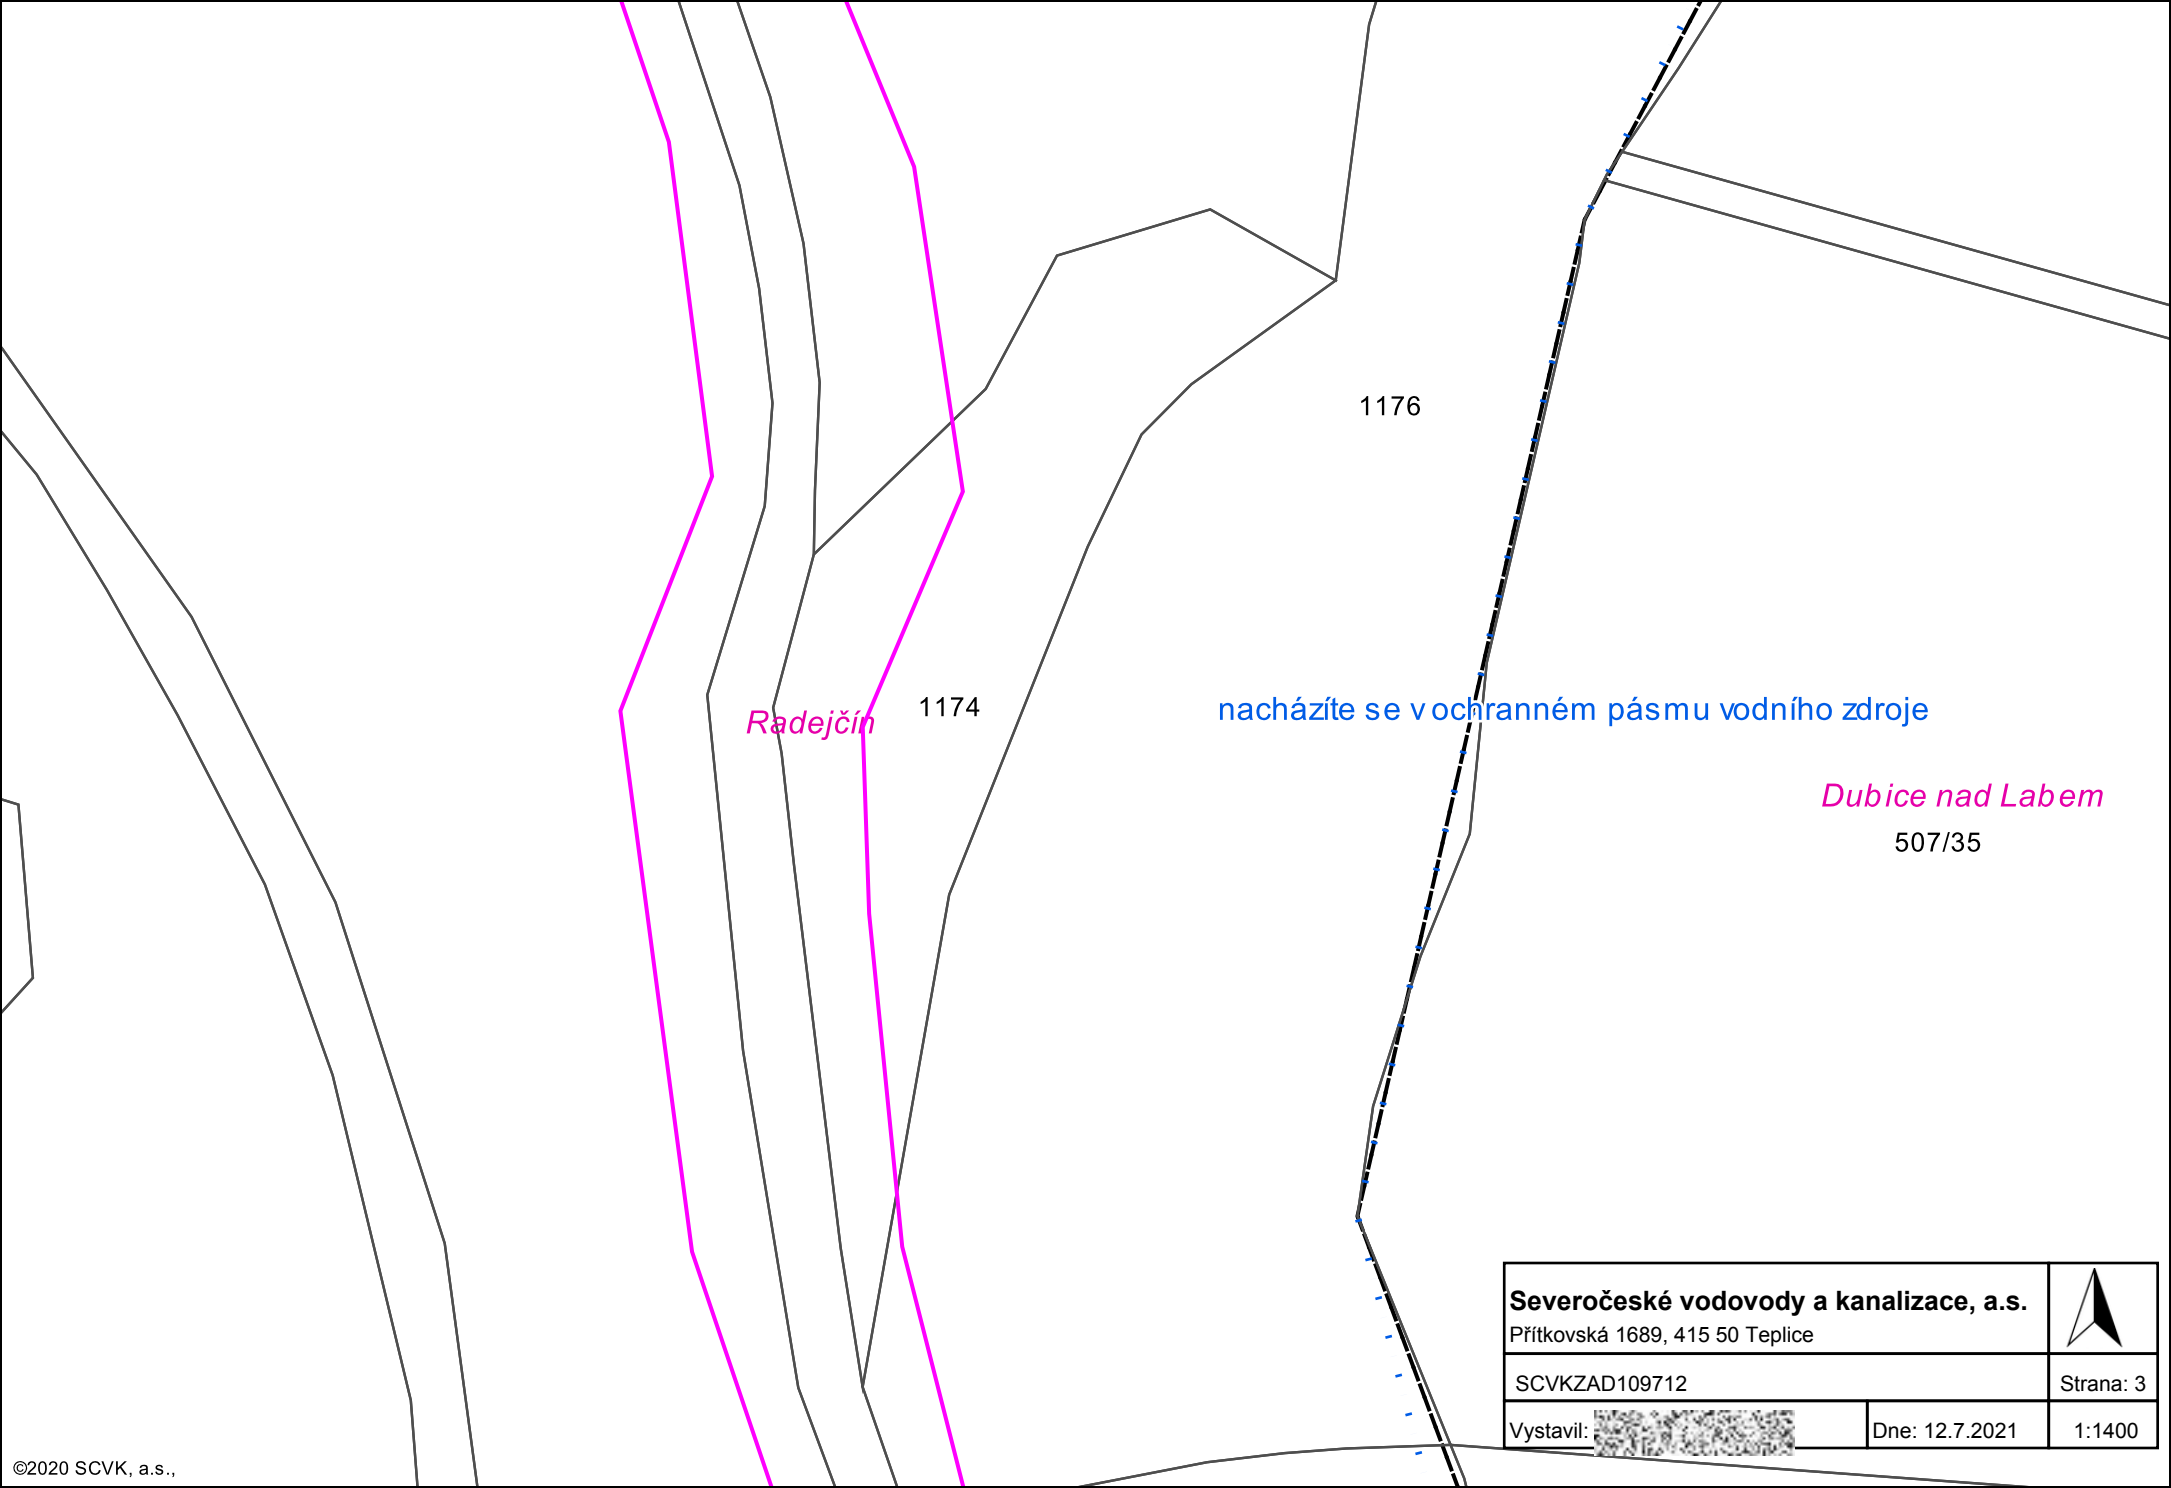 1176
Radejčín
1174
nacházíte se v ochranném pásmu vodního zdroje
Dubice nad Labem
507/35
Severočeské vodovody a kanalizace, a.s.
Přítkovská 1689, 415 50 Teplice
SCVKZAD109712
Strana: 3
Vystavil:
Dne: 12.7.2021
1:1400
©2020 SCVK, a.s.,